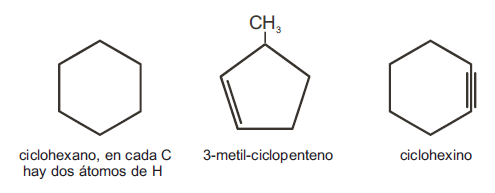 CH₃
ciclohexano, en cada C
hay dos átomos de H
3-metil-ciclopenteno
ciclohexino